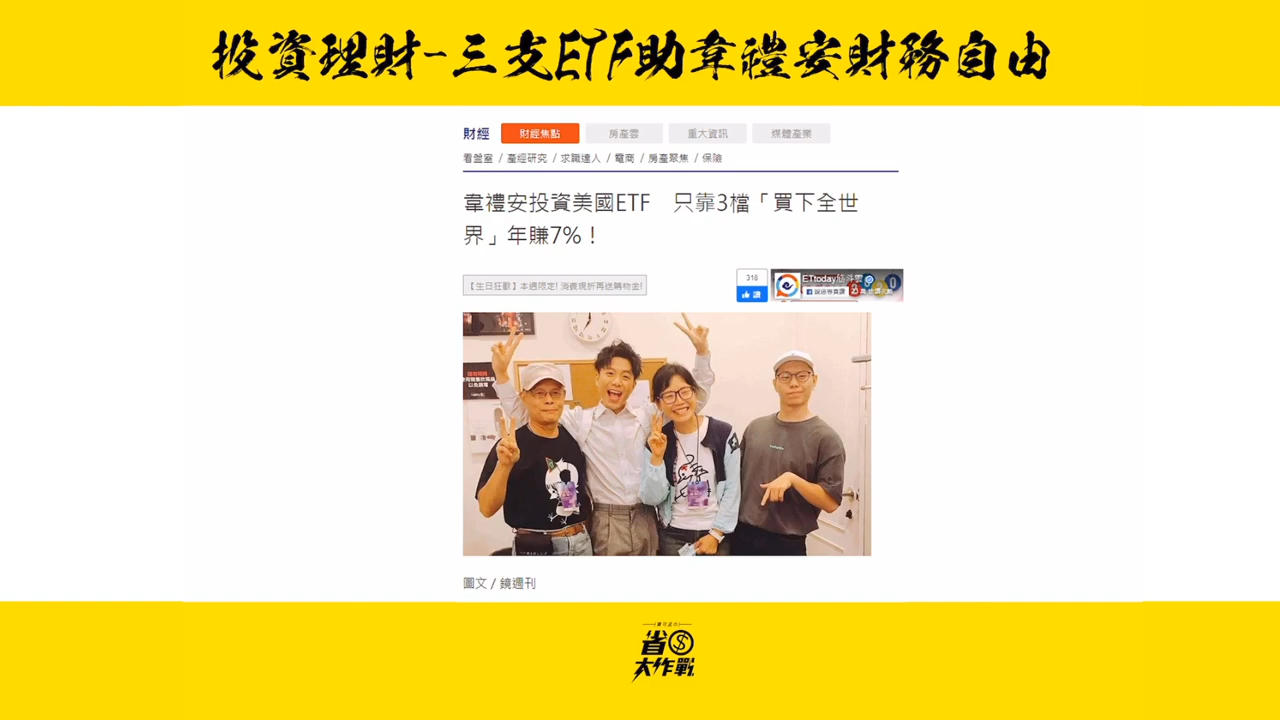 投資理財-三支ETF助韋禮安財務自由
財經 財經焦點 房產雲 重大資訊 媒體產業
看盤室 / 產經研究 / 求職達人 / 電商 / 房產聚焦 / 保險
韋禮安投資美國ETF 只靠3檔「買下全世
界」年賺7%!
【生日狂歡】本週限定! 消費現折再送購物金!
318
讚
ETtoday
圖文 / 鏡週刊
省
大作戰